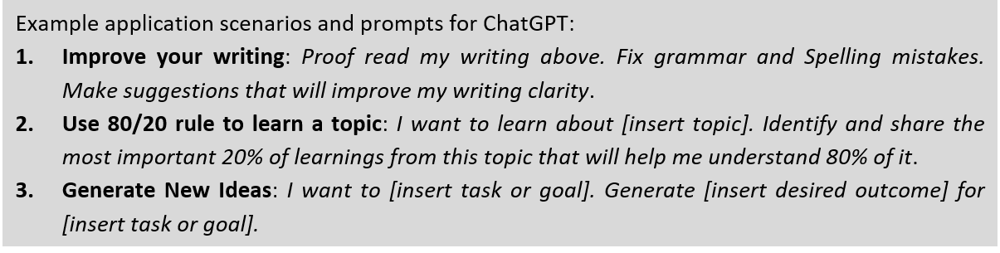 Example application scenarios and prompts for ChatGPT:
1. Improve your writing: Proof read my writing above. Fix grammar and Spelling mistakes.
Make suggestions that will improve my writing clarity.
2. Use 80/20 rule to learn a topic: I want to learn about [insert topic]. Identify and share the
most important 20% of learnings from this topic that will help me understand 80% of it.
3. Generate New Ideas: I want to [insert task or goal]. Generate [insert desired outcome] for
[insert task or goal].